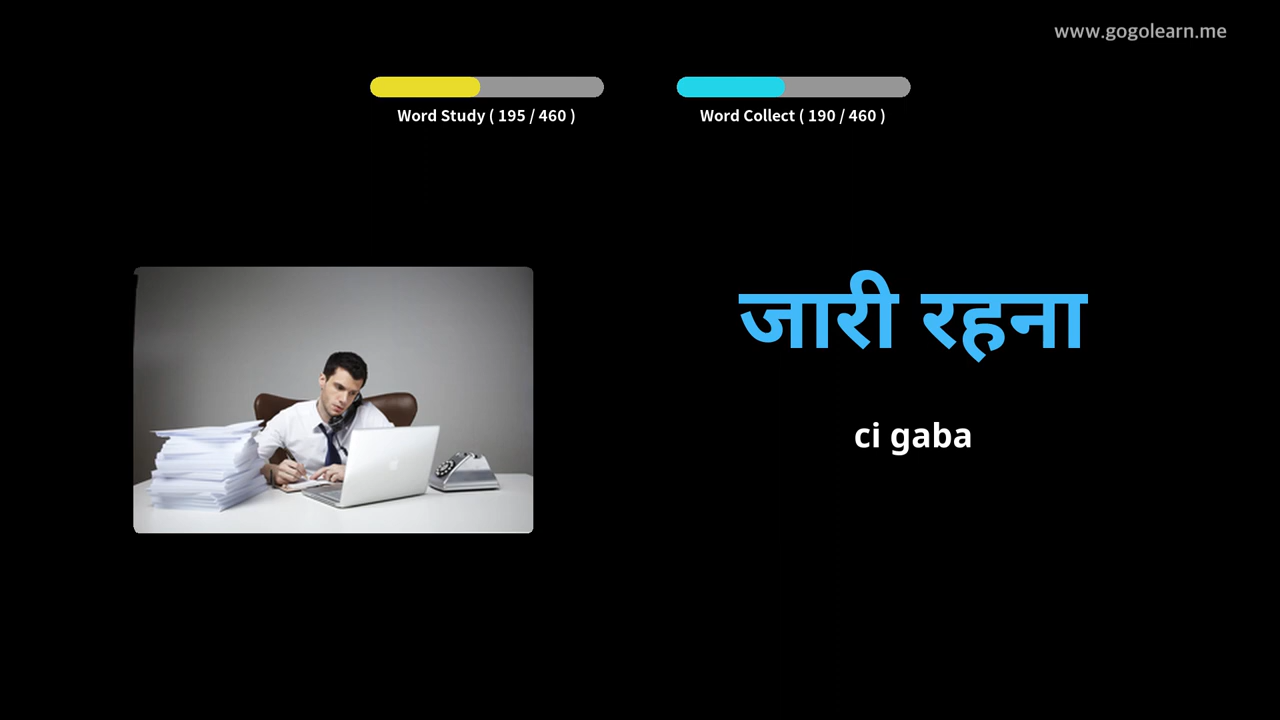 www.gogolearn.me
Word Study ( 195 / 460 )
Word Collect ( 190 / 460 )
जारी रहना
ci gaba